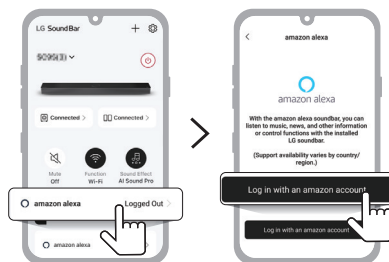 LG SoundBar
Connected
Connected
Mute
Off
Function
Wi-Fi
Sound Effect
AI Sound Pro
amazon alexa Logged Out
amazon alexa
amazon alexa
amazon alexa
With the amazon alexa soundbar, you can
listen to music, news, and other information
or control functions with the installed
LG soundbar.
(Support availability varies by country/
region.)
Log in with an amazon account
Log in with an amazon account